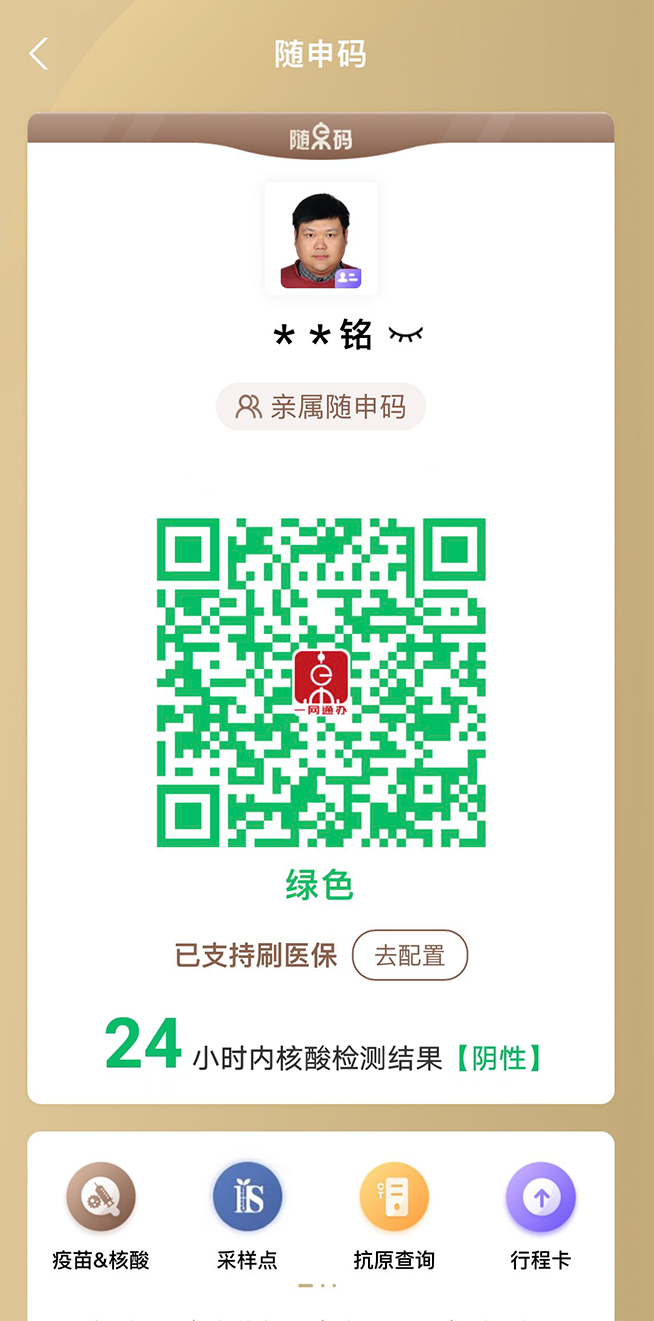 随申码
随申码
**铭
亲属随申码
一网通办
绿色
已支持刷医保 去配置
24小时内核酸检测结果【阴性】
疫苗&核酸 采样点 抗原查询 行程卡